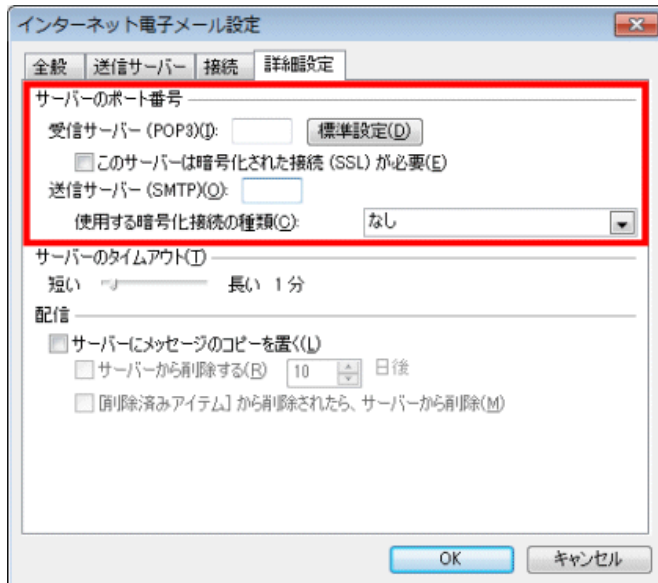 インターネット電子メール設定
全般 送信サーバー 接続 詳細設定
サーバーのポート番号
受信サーバー (POP3)(I): 標準設定(D)
このサーバーは暗号化された接続 (SSL) が必要(E)
送信サーバー (SMTP)(O):
使用する暗号化接続の種類(C): なし
サーバーのタイムアウト(T)
短い 長い 1 分
配信
サーバーにメッセージのコピーを置く(L)
サーバーから削除する(R) 10 日後
[削除済みアイテム] から削除されたら、サーバーから削除(M)
OK キャンセル